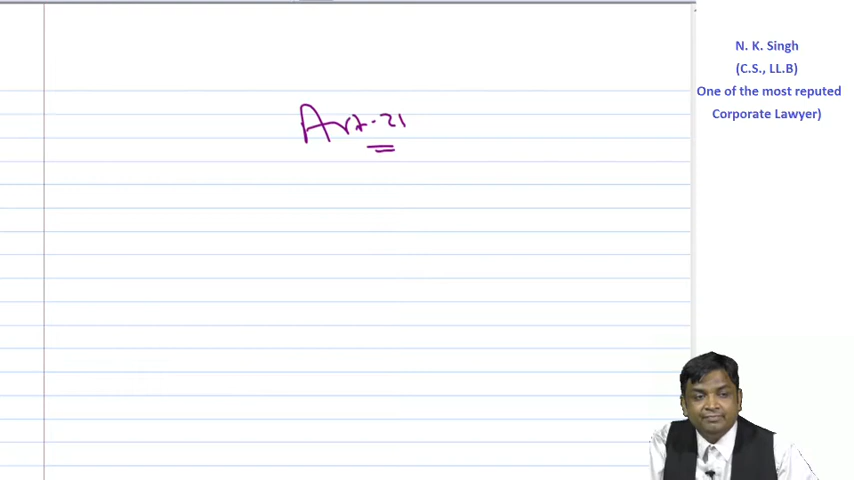 N. K. Singh
(C.S., LL.B)
One of the most reputed
Corporate Lawyer)
Art-21